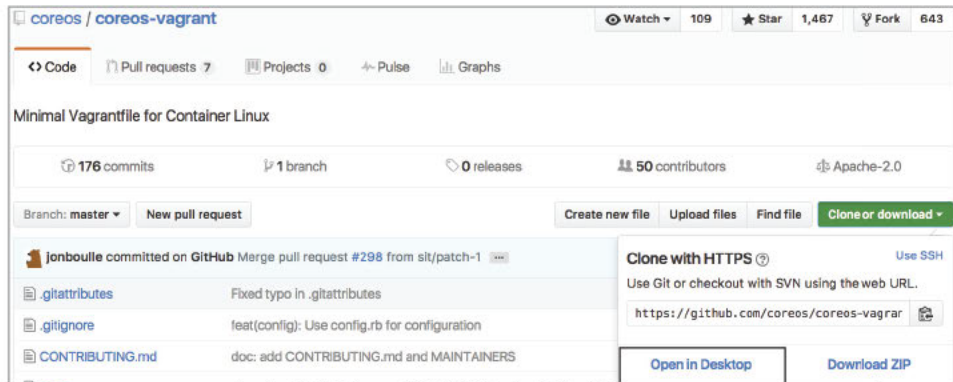 coreos / coreos-vagrant
Watch 109 Star 1,467 Fork 643
Code Pull requests 7 Projects 0 Pulse Graphs
Minimal Vagrantfile for Container Linux
176 commits 1 branch 0 releases 50 contributors Apache-2.0
Branch: master New pull request Create new file Upload files Find file Clone or download
jonboulle committed on GitHub Merge pull request #298 from sit/patch-1 ...
.gitattributes Fixed typo in .gitattributes
.gitignore feat(config): Use config.rb for configuration
CONTRIBUTING.md doc: add CONTRIBUTING.md and MAINTAINERS
Clone with HTTPS ? Use SSH
Use Git or checkout with SVN using the web URL.
https://github.com/coreos/coreos-vagrar
Open in Desktop Download ZIP